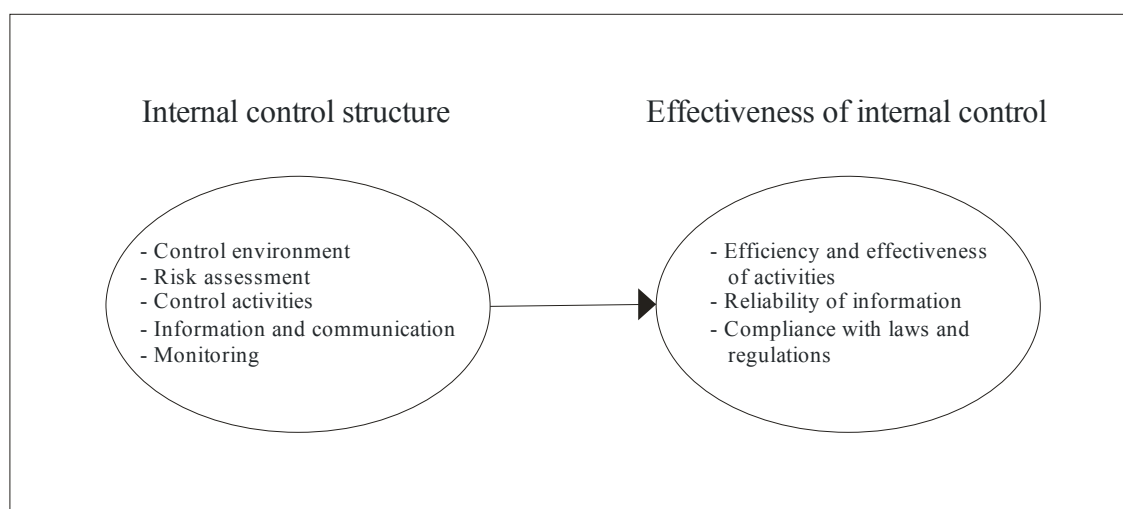 Internal control structure
Effectiveness of internal control
- Control environment
- Risk assessment
- Control activities
- Information and communication
- Monitoring
- Efficiency and effectiveness
of activities
- Reliability of information
- Compliance with laws and
regulations